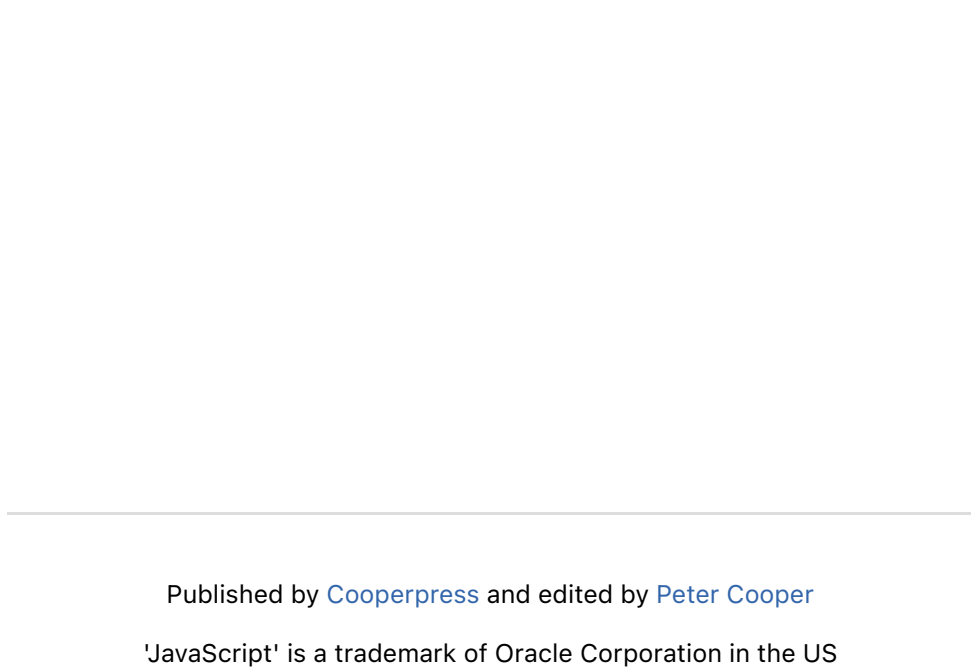 Published by Cooperpress and edited by Peter Cooper
'JavaScript' is a trademark of Oracle Corporation in the US